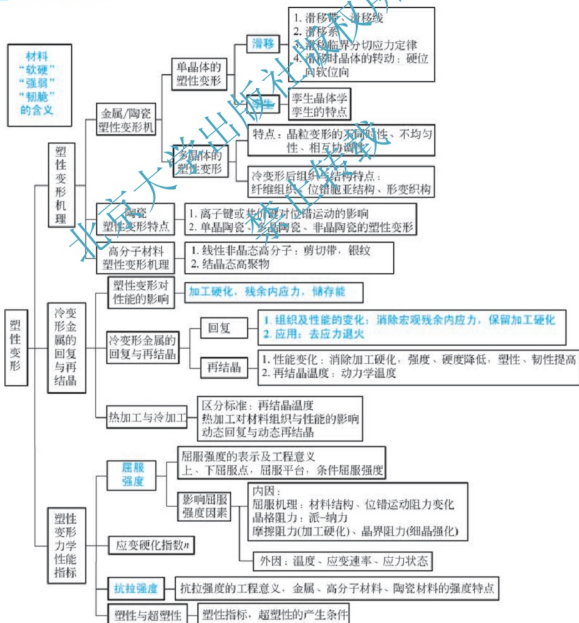 材料
“软硬”
“强弱”
“韧脆”
的含义
塑性变形
塑性变形机理
金属/陶瓷
塑性变形机
单晶体的
塑性变形
滑移
1. 滑移带、滑移线
2. 滑移系
3. 滑移临界分切应力定律
4. 滑移时晶体的转动：硬位
向软位向
孪生晶体学
孪生的特点
多晶体的
塑性变形
特点：晶粒变形的不同时性、不均匀
性、相互协调性
冷变形后组织与结构特点：
纤维组织、位错胞亚结构、形变织构
陶瓷
塑性变形特点
1. 离子键或共价键对位错运动的影响
2. 单晶陶瓷、多晶陶瓷、非晶陶瓷的塑性变形
高分子材料
塑性变形机理
1. 线性非晶态高分子：剪切带，银纹
2. 结晶态高聚物
冷变形金属的回复与再结晶
塑性变形对
性能的影响
加工硬化，残余内应力，储存能
冷变形金属的
回复与再结晶
回复
1. 组织及性能的变化：消除宏观残余内应力，保留加工硬化
2. 应用：去应力退火
再结晶
1. 性能变化：消除加工硬化，强度、硬度降低；塑性、韧性提高
2. 再结晶温度：动力学温度
热加工与冷加工
区分标准：再结晶温度
热加工对材料组织与性能的影响
动态回复与动态再结晶
塑性变形力学性能指标
屈服
强度
屈服强度的表示及工程意义
上、下屈服点，屈服平台，条件屈服强度
影响屈服
强度因素
内因：
屈服机理：材料结构、位错运动阻力变化
晶格阻力：派-纳力
摩擦阻力(加工硬化)、晶界阻力(细晶强化)
外因：温度、应变速率、应力状态
应变硬化指数n
抗拉强度
抗拉强度的工程意义，金属、高分子材料、陶瓷材料的强度特点
塑性与超塑性
塑性指标，超塑性的产生条件
北京大学出版社版权所
禁止转载